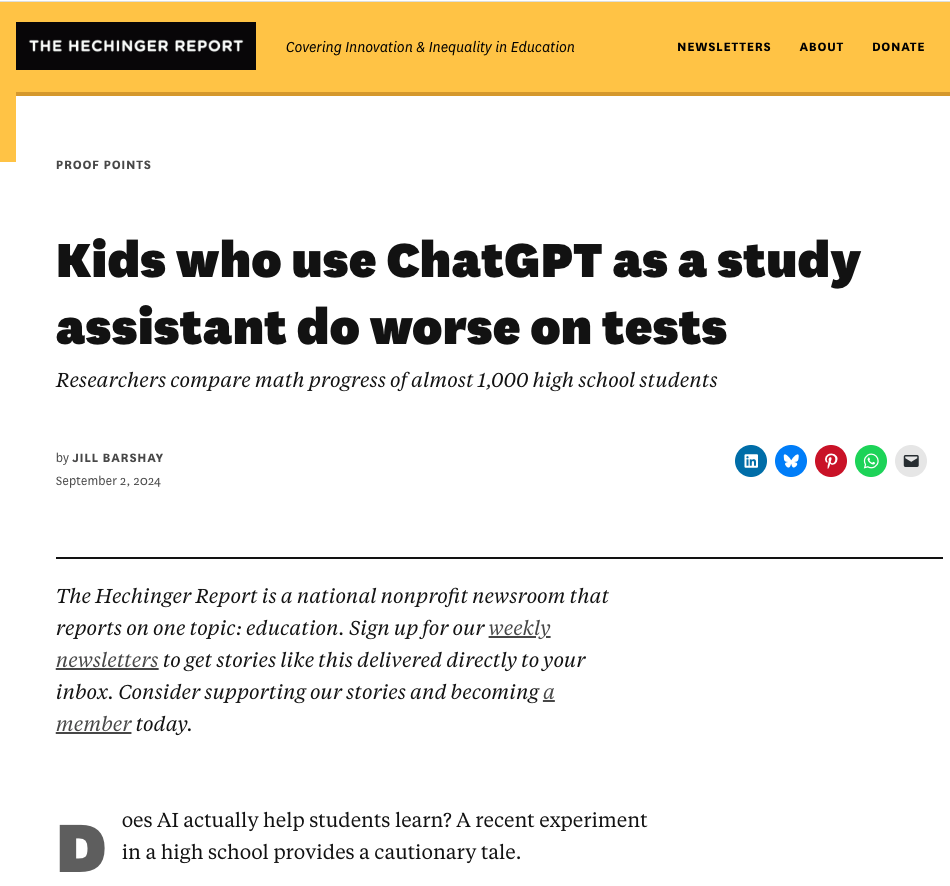 THE HECHINGER REPORT
Covering Innovation & Inequality in Education
NEWSLETTERS ABOUT DONATE
PROOF POINTS
Kids who use ChatGPT as a study
assistant do worse on tests
Researchers compare math progress of almost 1,000 high school students
by JILL BARSHAY
September 2, 2024
The Hechinger Report is a national nonprofit newsroom that
reports on one topic: education. Sign up for our weekly
newsletters to get stories like this delivered directly to your
inbox. Consider supporting our stories and becoming a
member today.
Does AI actually help students learn? A recent experiment
in a high school provides a cautionary tale.